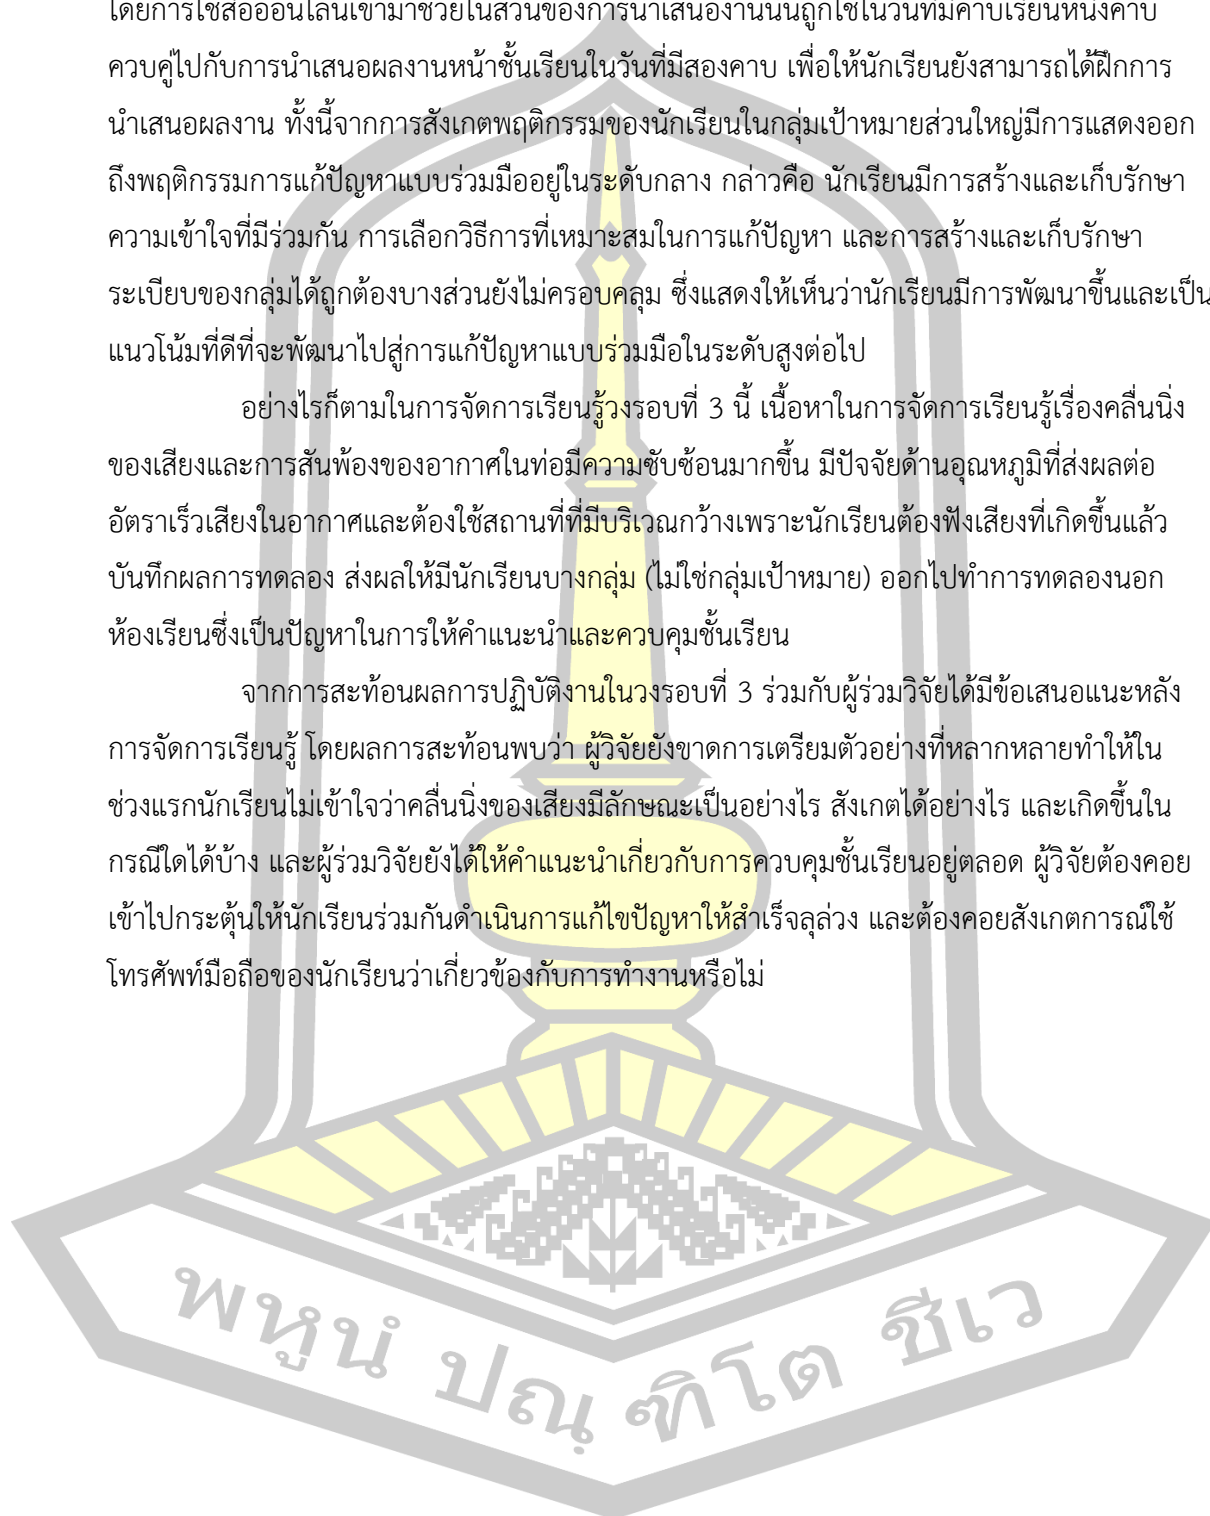 โดยการใช้สื่อออนไลน์เข้ามาช่วยในส่วนของการนำเสนองานนั้นถูกใช้ในวันที่มีคาบเรียนหนึ่งคาบ
ควบคู่ไปกับการนำเสนอผลงานหน้าชั้นเรียนในวันที่มีสองคาบ เพื่อให้นักเรียนยังสามารถได้ฝึกการ
นำเสนอผลงาน ทั้งนี้จากการสังเกตพฤติกรรมของนักเรียนในกลุ่มเป้าหมายส่วนใหญ่มีการแสดงออก
ถึงพฤติกรรมการแก้ปัญหาแบบร่วมมืออยู่ในระดับกลาง กล่าวคือ นักเรียนมีการสร้างและเก็บรักษา
ความเข้าใจที่มีร่วมกัน การเลือกวิธีการที่เหมาะสมในการแก้ปัญหา และการสร้างและเก็บรักษา
ระเบียบของกลุ่มได้ถูกต้องบางส่วนยังไม่ครอบคลุม ซึ่งแสดงให้เห็นว่านักเรียนมีการพัฒนาขึ้นและเป็น
แนวโน้มที่ดีที่จะพัฒนาไปสู่การแก้ปัญหาแบบร่วมมือในระดับสูงต่อไป
อย่างไรก็ตามในการจัดการเรียนรู้วงรอบที่ 3 นี้ เนื้อหาในการจัดการเรียนรู้เรื่องคลื่นนิ่ง
ของเสียงและการสั่นพ้องของอากาศในท่อมีความซับซ้อนมากขึ้น มีปัจจัยด้านอุณหภูมิที่ส่งผลต่อ
อัตราเร็วเสียงในอากาศและต้องใช้สถานที่ที่มีบริเวณกว้างเพราะนักเรียนต้องฟังเสียงที่เกิดขึ้นแล้ว
บันทึกผลการทดลอง ส่งผลให้มีนักเรียนบางกลุ่ม (ไม่ใช่กลุ่มเป้าหมาย) ออกไปทำการทดลองนอก
ห้องเรียนซึ่งเป็นปัญหาในการให้คำแนะนำและควบคุมชั้นเรียน
จากการสะท้อนผลการปฏิบัติงานในวงรอบที่ 3 ร่วมกับผู้ร่วมวิจัยได้มีข้อเสนอแนะหลัง
การจัดการเรียนรู้ โดยผลการสะท้อนพบว่า ผู้วิจัยยังขาดการเตรียมตัวอย่างที่หลากหลายทำให้ใน
ช่วงแรกนักเรียนไม่เข้าใจว่าคลื่นนิ่งของเสียงมีลักษณะเป็นอย่างไร สังเกตได้อย่างไร และเกิดขึ้นใน
กรณีใดได้บ้าง และผู้ร่วมวิจัยยังได้ให้คำแนะนำเกี่ยวกับการควบคุมชั้นเรียนอยู่ตลอด ผู้วิจัยต้องคอย
เข้าไปกระตุ้นให้นักเรียนร่วมกันดำเนินการแก้ไขปัญหาให้สำเร็จลุล่วง และต้องคอยสังเกตการณ์ใช้
โทรศัพท์มือถือของนักเรียนว่าเกี่ยวข้องกับการทำงานหรือไม่
พหูนํ ปณฺฑิโต ชีเว